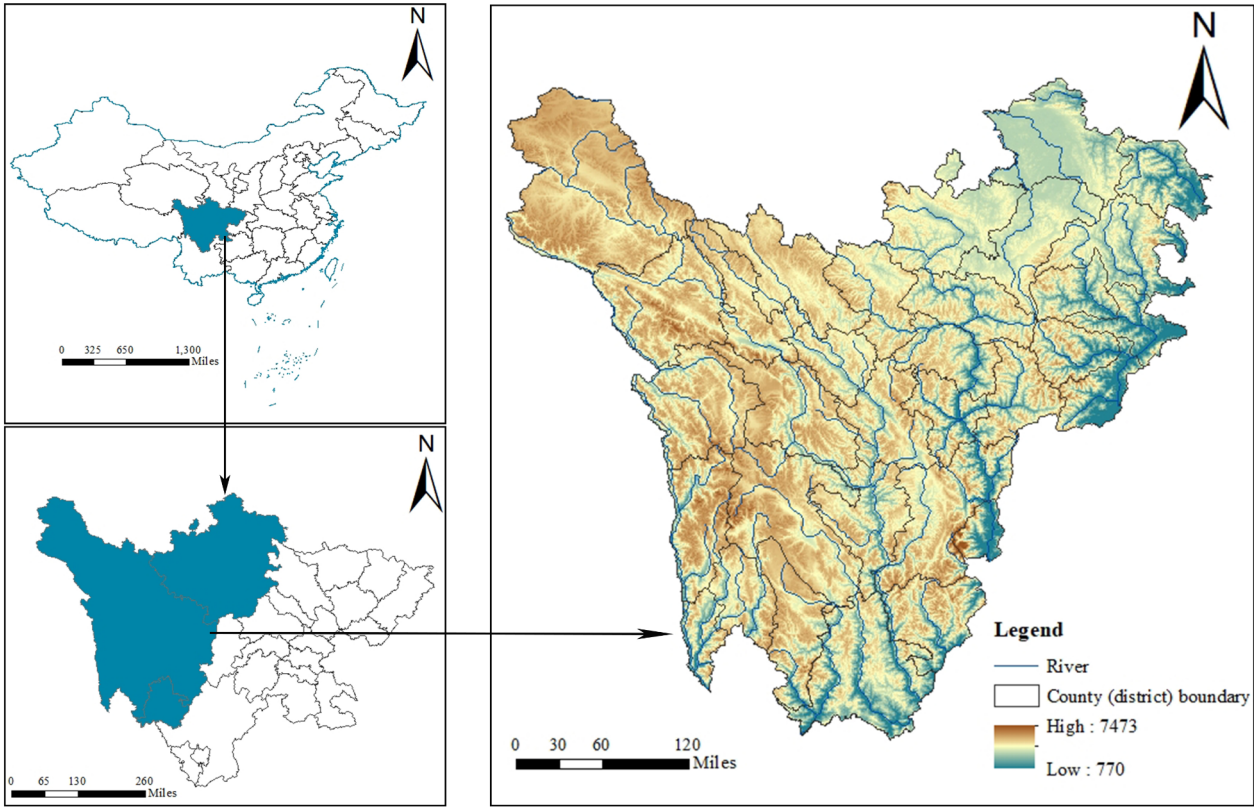 N
0 325 650 1,300
Miles
N
0 65 130 260
Miles
N
Legend
River
County (district) boundary
High : 7473
Low : 770
0 30 60 120
Miles